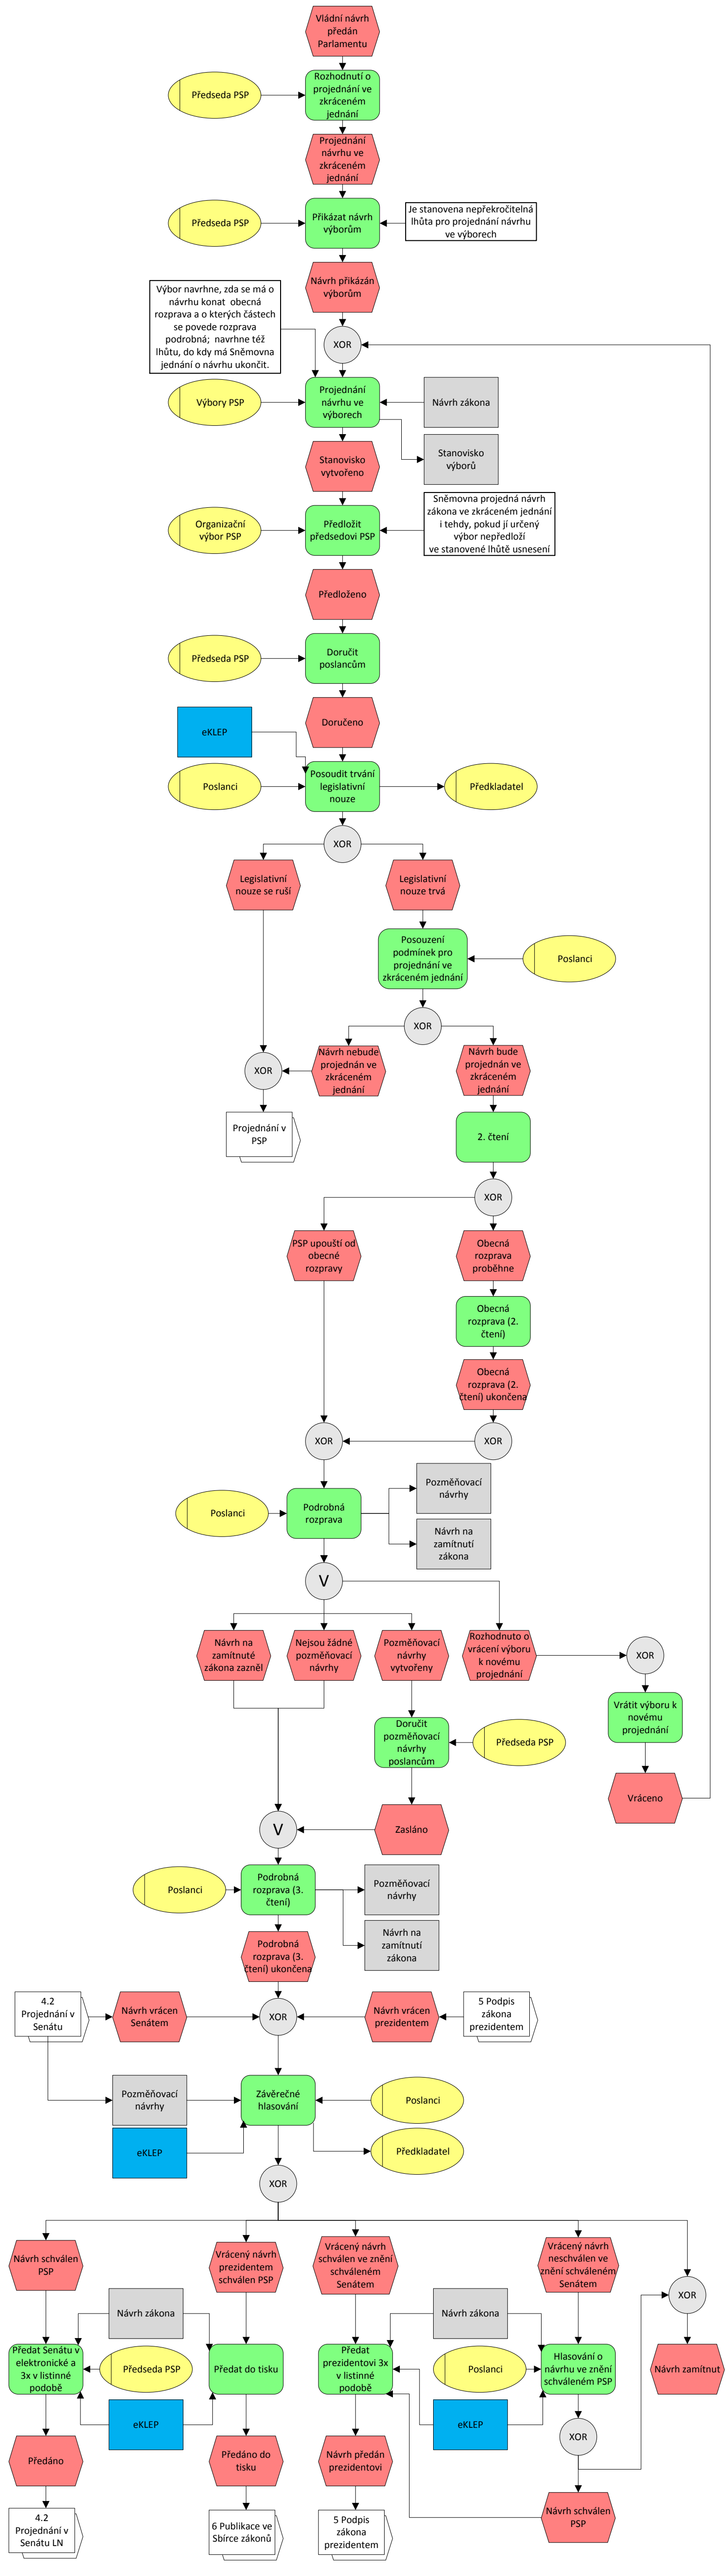 Vládní návrh
předán
Parlamentu
Předseda PSP
Rozhodnutí o
projednání ve
zkráceném
jednání
Projednání
návrhu ve
zkráceném
jednání
Předseda PSP
Přikázat návrh
výborům
Je stanovena nepřekročitelná
lhůta pro projednání návrhu
ve výborech
Návrh přikázán
výborům
Výbor navrhne, zda se má o
návrhu konat obecná
rozprava a o kterých částech
se povede rozprava
podrobná; navrhne též
lhůtu, do kdy má Sněmovna
jednání o návrhu ukončit.
XOR
Výbory PSP
Projednání
návrhu ve
výborech
Návrh zákona
Stanovisko
výborů
Stanovisko
vytvořeno
Organizační
výbor PSP
Předložit
předsedovi PSP
Sněmovna projedná návrh
zákona ve zkráceném jednání
i tehdy, pokud jí určený
výbor nepředloží
ve stanovené lhůtě usnesení
Předloženo
Předseda PSP
Doručit
poslancům
eKLEP
Doručeno
Poslanci
Posoudit trvání
legislativní
nouze
Předkladatel
XOR
Legislativní
nouze se ruší
Legislativní
nouze trvá
Posouzení
podmínek pro
projednání ve
zkráceném jednání
Poslanci
XOR
XOR
Návrh nebude
projednán ve
zkráceném
jednání
Návrh bude
projednán ve
zkráceném
jednání
Projednání v
PSP
2. čtení
XOR
PSP upouští od
obecné
rozpravy
Obecná
rozprava
proběhne
Obecná
rozprava (2.
čtení)
Obecná
rozprava (2.
čtení) ukončena
XOR
XOR
Poslanci
Podrobná
rozprava
Pozměňovací
návrhy
Návrh na
zamítnutí
zákona
V
Návrh na
zamítnuté
zákona zazněl
Nejsou žádné
pozměňovací
návrhy
Pozměňovací
návrhy
vytvořeny
Rozhodnuto o
vrácení výboru
k novému
projednání
XOR
Vrátit výboru k
novému
projednání
Doručit
pozměňovací
návrhy
poslancům
Předseda PSP
Vráceno
V
Zasláno
Poslanci
Podrobná
rozprava (3.
čtení)
Pozměňovací
návrhy
Návrh na
zamítnutí
zákona
Podrobná
rozprava (3.
čtení) ukončena
4.2
Projednání v
Senátu
Návrh vrácen
Senátem
XOR
Návrh vrácen
prezidentem
5 Podpis
zákona
prezidentem
Pozměňovací
návrhy
Závěrečné
hlasování
Poslanci
eKLEP
Předkladatel
XOR
Návrh schválen
PSP
Vrácený návrh
prezidentem
schválen PSP
Vrácený návrh
schválen ve znění
schváleném
Senátem
Vrácený návrh
neschválen ve
znění schváleném
Senátem
XOR
Návrh zákona
Návrh zákona
Předat Senátu v
elektronické a
3x v listinné
podobě
Předseda PSP
Předat do tisku
Předat
prezidentovi 3x
v listinné
podobě
Poslanci
Hlasování o
návrhu ve znění
schváleném PSP
Návrh zamítnut
eKLEP
eKLEP
XOR
Předáno
Předáno do
tisku
Návrh předán
prezidentovi
Návrh schválen
PSP
4.2
Projednání v
Senátu LN
6 Publikace ve
Sbírce zákonů
5 Podpis
zákona
prezidentem